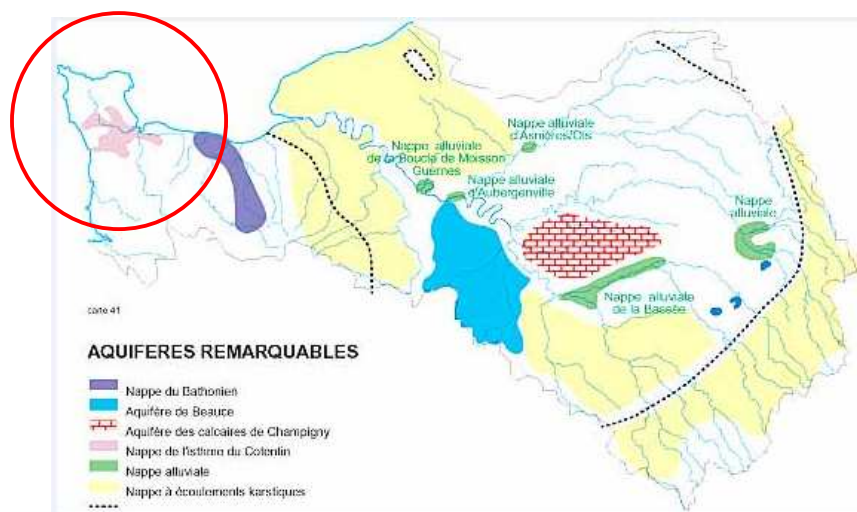 Nappe alluviale
d'Asnières/Ois
Nappe alluviale
de la Boucle de Moisson
Guernes
Nappe alluviale
d'Aubergenville
Nappe
alluviale
Nappe alluviale
de la Bassée
carte 41
AQUIFERES REMARQUABLES
Nappe du Bathonien
Aquifère de Beauce
Aquifère des calcaires de Champigny
Nappe de l'isthme du Cotentin
Nappe alluviale
Nappe à écoulements karstiques